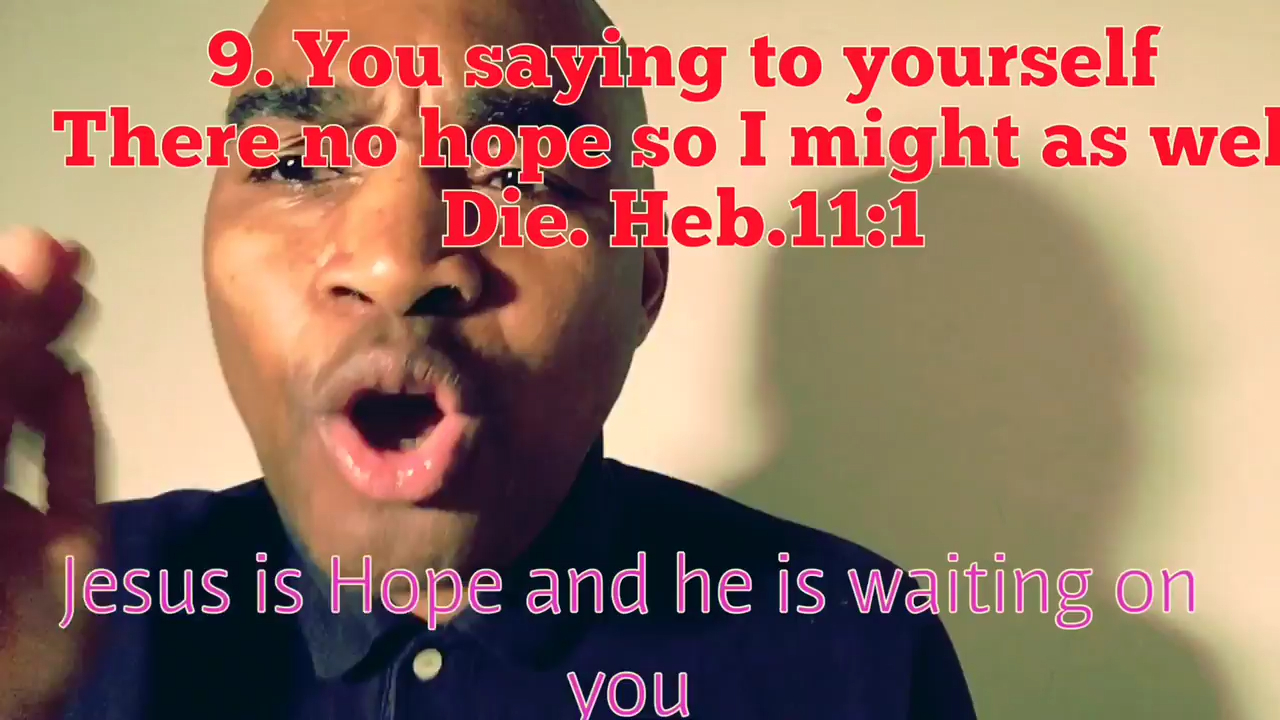 9. You saying to yourself
There no hope so I might as wel
Die. Heb.11:1
Jesus is Hope and he is waiting on
you